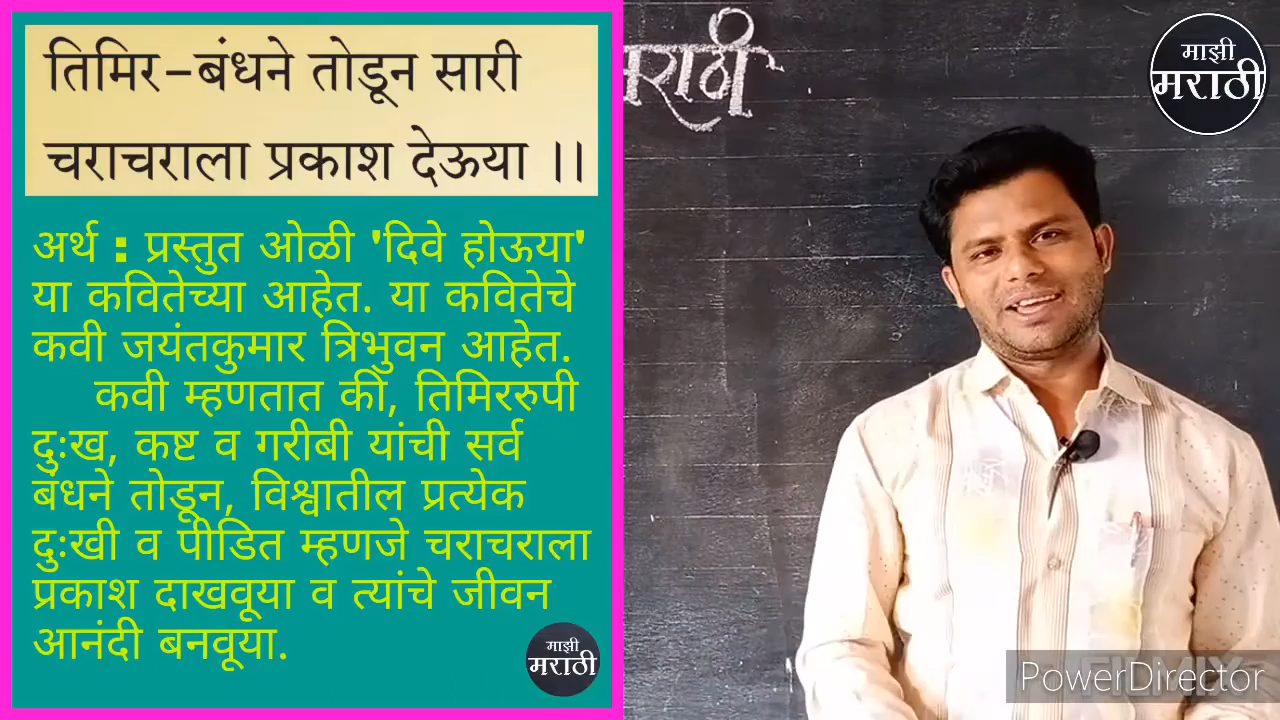 तिमिर-बंधने तोडून सारी
चराचराला प्रकाश देऊया ।।
अर्थ : प्रस्तुत ओळी 'दिवे होऊया'
या कवितेच्या आहेत. या कवितेचे
कवी जयंतकुमार त्रिभुवन आहेत.
कवी म्हणतात की, तिमिररुपी
दुःख, कष्ट व गरीबी यांची सर्व
बंधने तोडून, विश्वातील प्रत्येक
दुःखी व पीडित म्हणजे चराचराला
प्रकाश दाखवूया व त्यांचे जीवन
आनंदी बनवूया.
माझी
मराठी
मराठी
माझी
मराठी
PowerDirector